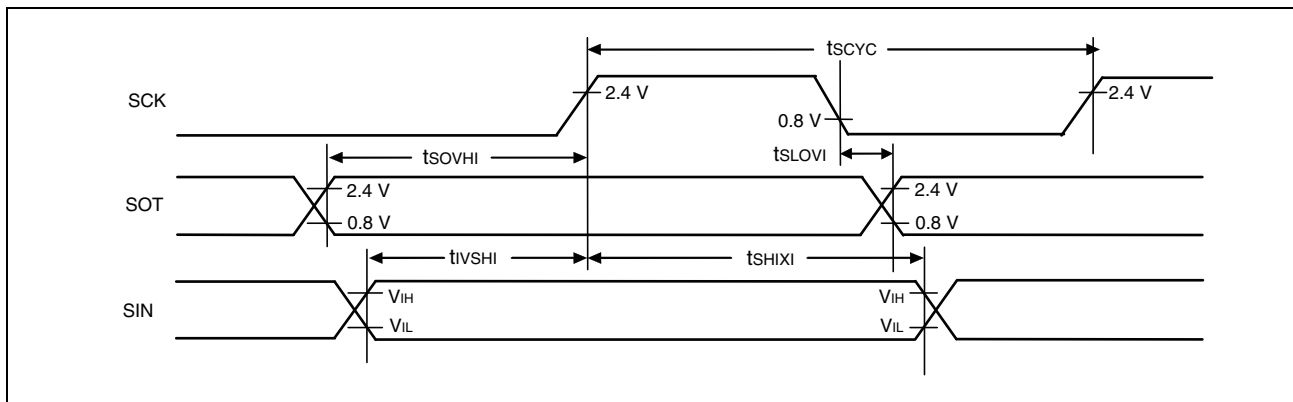 tSCYC
SCK
2.4 V
0.8 V
2.4 V
tSOVHI
tSLOVI
SOT
2.4 V
0.8 V
2.4 V
0.8 V
tIVSHI
tSHIXI
SIN
VIH
VIL
VIH
VIL